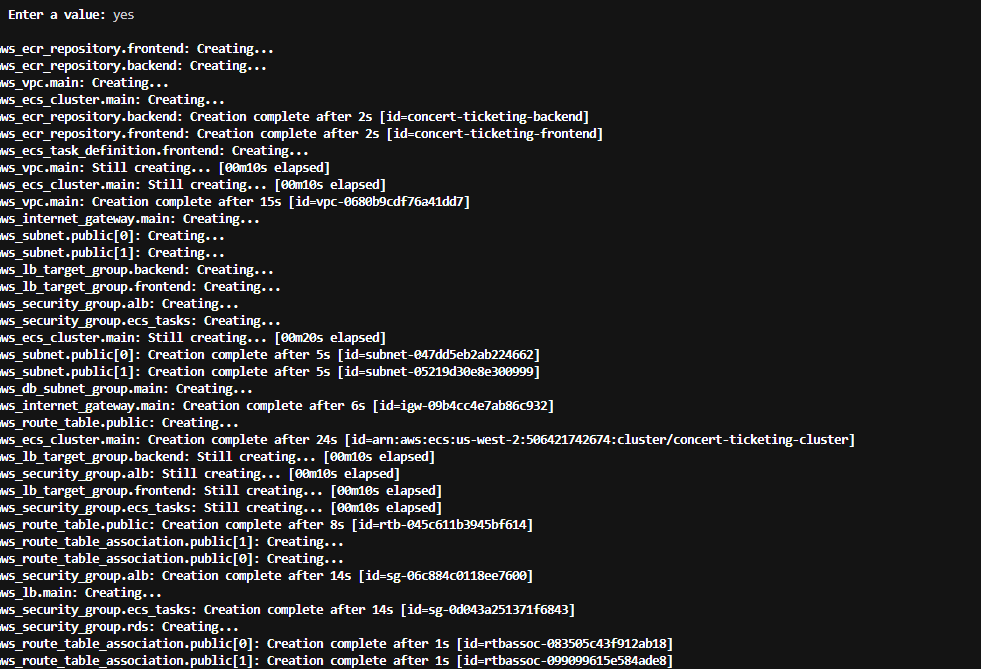 Enter a value: yes
ws_ecr_repository.frontend: Creating...
ws_ecr_repository.backend: Creating...
ws_vpc.main: Creating...
ws_ecs_cluster.main: Creating...
ws_ecr_repository.backend: Creation complete after 2s [id=concert-ticketing-backend]
ws_ecr_repository.frontend: Creation complete after 2s [id=concert-ticketing-frontend]
ws_ecs_task_definition.frontend: Creating...
ws_vpc.main: Still creating... [00m10s elapsed]
ws_ecs_cluster.main: Still creating... [00m10s elapsed]
ws_vpc.main: Creation complete after 15s [id=vpc-0680b9cdf76a41dd7]
ws_internet_gateway.main: Creating...
ws_subnet.public[0]: Creating...
ws_subnet.public[1]: Creating...
ws_lb_target_group.backend: Creating...
ws_lb_target_group.frontend: Creating...
ws_security_group.alb: Creating...
ws_security_group.ecs_tasks: Creating...
ws_ecs_cluster.main: Still creating... [00m20s elapsed]
ws_subnet.public[0]: Creation complete after 5s [id=subnet-047dd5eb2ab224662]
ws_subnet.public[1]: Creation complete after 5s [id=subnet-05219d30e8e300999]
ws_db_subnet_group.main: Creating...
ws_internet_gateway.main: Creation complete after 6s [id=igw-09b4cc4e7ab86c932]
ws_route_table.public: Creating...
ws_ecs_cluster.main: Creation complete after 24s [id=arn:aws:ecs:us-west-2:506421742674:cluster/concert-ticketing-cluster]
ws_lb_target_group.backend: Still creating... [00m10s elapsed]
ws_security_group.alb: Still creating... [00m10s elapsed]
ws_lb_target_group.frontend: Still creating... [00m10s elapsed]
ws_security_group.ecs_tasks: Still creating... [00m10s elapsed]
ws_route_table.public: Creation complete after 8s [id=rtb-045c611b3945bf614]
ws_route_table_association.public[1]: Creating...
ws_route_table_association.public[0]: Creating...
ws_security_group.alb: Creation complete after 14s [id=sg-06c884c0118ee7600]
ws_lb.main: Creating...
ws_security_group.ecs_tasks: Creation complete after 14s [id=sg-0d043a251371f6843]
ws_security_group.rds: Creating...
ws_route_table_association.public[0]: Creation complete after 1s [id=rtbassoc-083505c43f912ab18]
ws_route_table_association.public[1]: Creation complete after 1s [id=rtbassoc-099099615e584ade8]